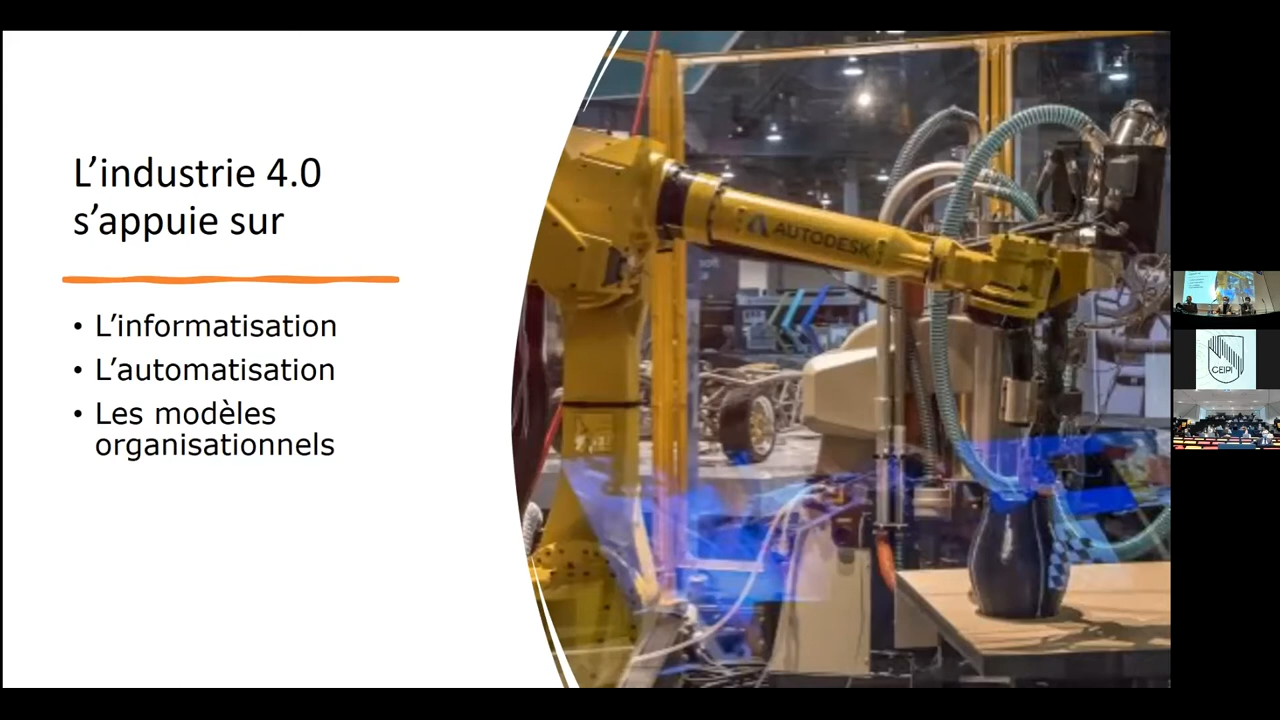 L’industrie 4.0
s’appuie sur
• L’informatisation
• L’automatisation
• Les modèles
organisationnels
AUTODESK
CEIPI